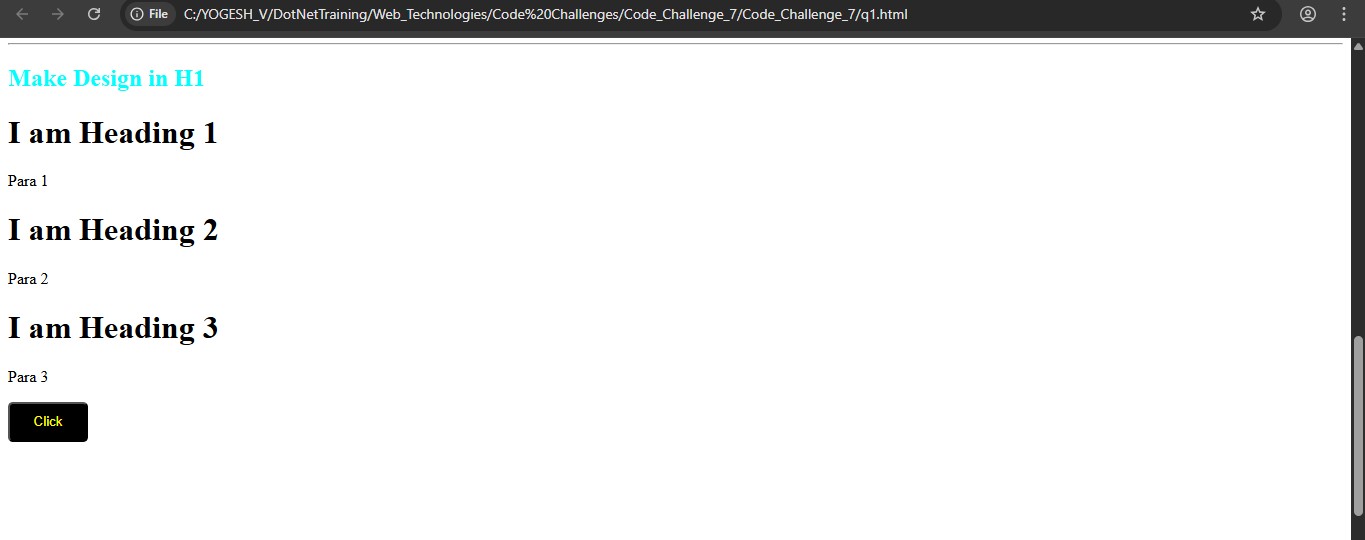 File C:/YOGESH_V/DotNetTraining/Web_Technologies/Code%20Challenges/Code_Challenge_7/Code_Challenge_7/q1.html
Make Design in H1
I am Heading 1
Para 1
I am Heading 2
Para 2
I am Heading 3
Para 3
Click